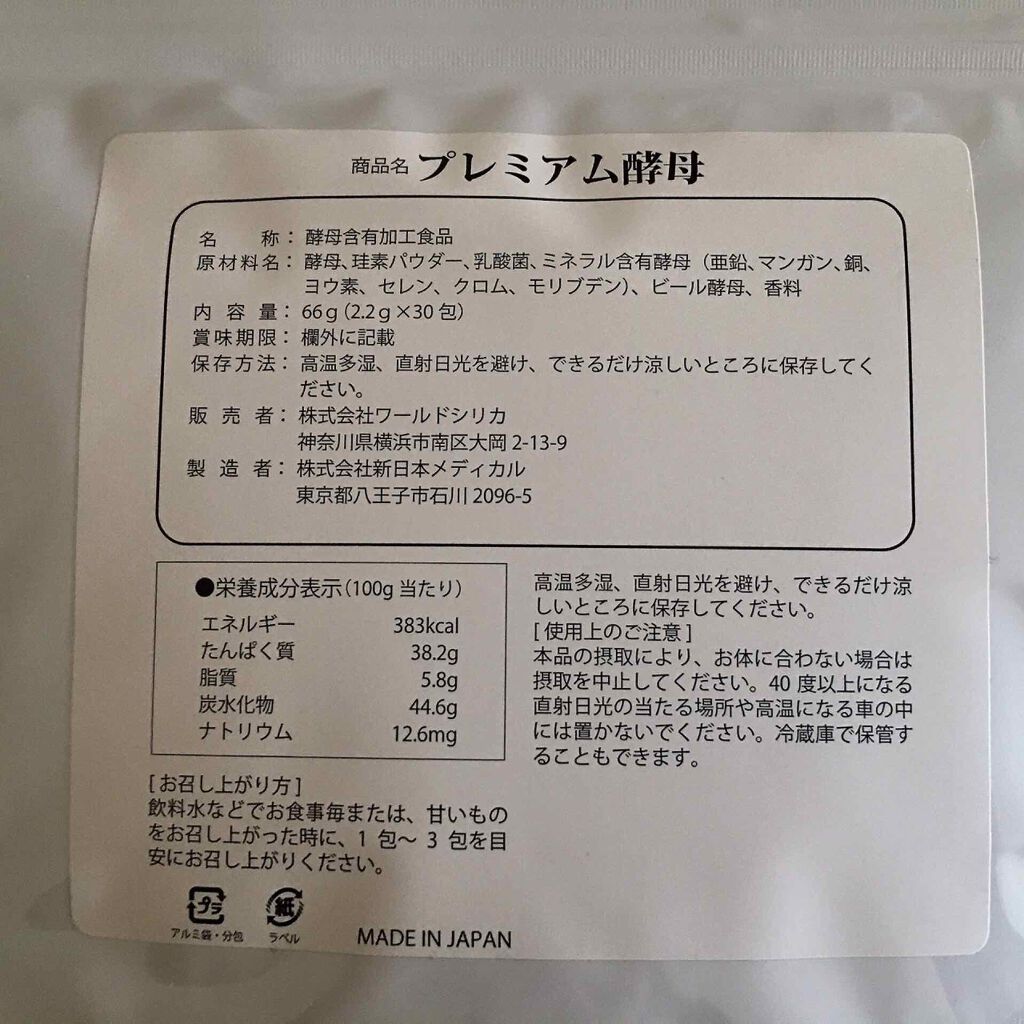 商品名 プレミアム酵母
名称：酵母含有加工食品
原材料名：酵母、珪素パウダー、乳酸菌、ミネラル含有酵母（亜鉛、マンガン、銅、
ヨウ素、セレン、クロム、モリブデン）、ビール酵母、香料
内容量：66g（2.2g×30包）
賞味期限：欄外に記載
保存方法：高温多湿、直射日光を避け、できるだけ涼しいところに保存してく
ださい。
販売者：株式会社ワールドシリカ
神奈川県横浜市南区大岡 2-13-9
製造者：株式会社新日本メディカル
東京都八王子市石川 2096-5
●栄養成分表示（100g当たり）
エネルギー 383kcal
たんぱく質 38.2g
脂質 5.8g
炭水化物 44.6g
ナトリウム 12.6mg
[お召し上がり方]
飲料水などでお食事毎または、甘いもの
をお召し上がった時に、1包～3包を目
安にお召し上がりください。
高温多湿、直射日光を避け、できるだけ涼
しいところに保存してください。
[使用上のご注意]
本品の摂取により、お体に合わない場合は
摂取を中止してください。40度以上になる
直射日光の当たる場所や高温になる車の中
には置かないでください。冷蔵庫で保管す
ることもできます。
プラ 紙
アルミ袋・分包 ラベル
MADE IN JAPAN